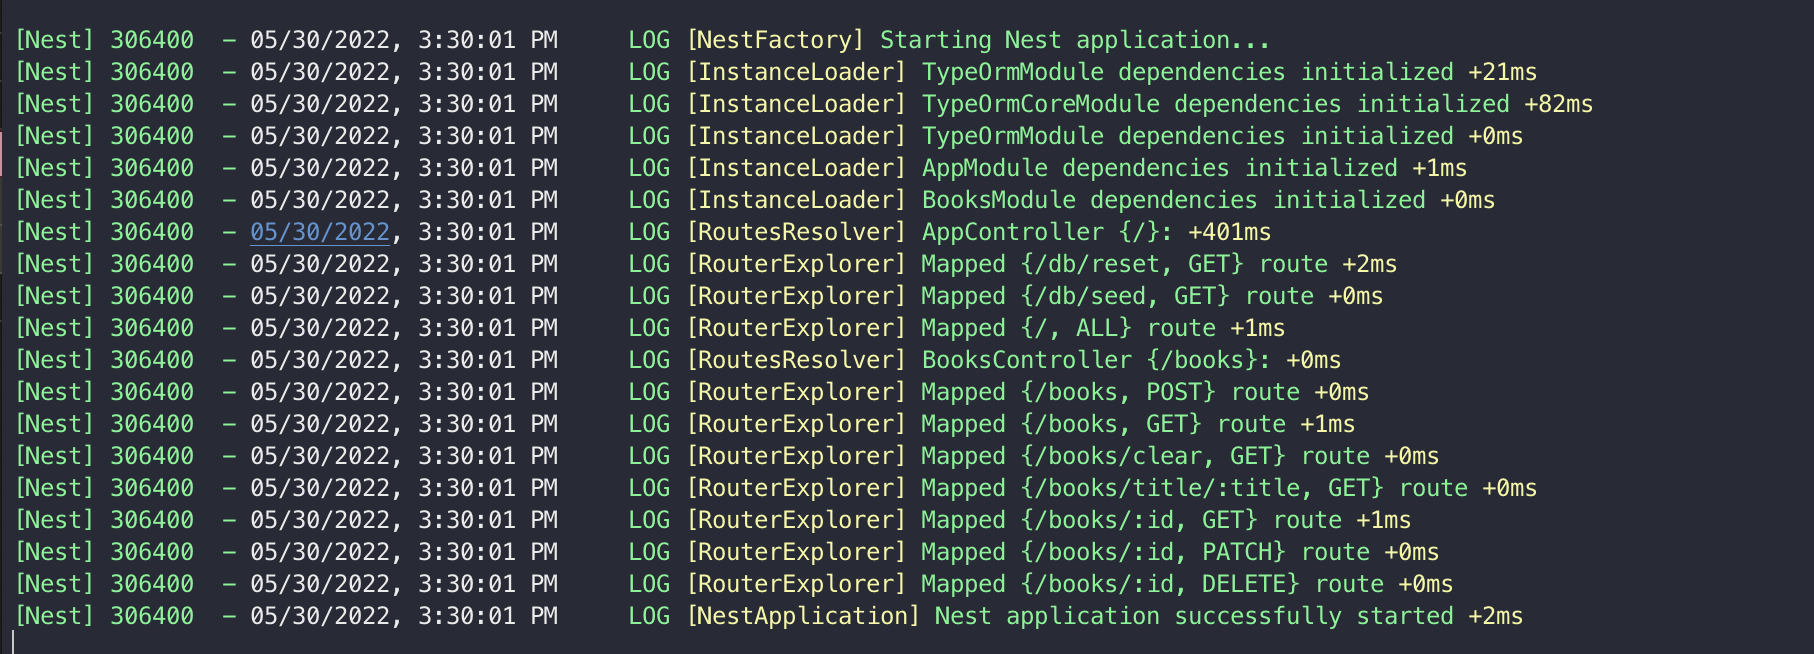 [Nest] 306400  - 05/30/2022, 3:30:01 PM     LOG [NestFactory] Starting Nest application...
[Nest] 306400  - 05/30/2022, 3:30:01 PM     LOG [InstanceLoader] TypeOrmModule dependencies initialized +21ms
[Nest] 306400  - 05/30/2022, 3:30:01 PM     LOG [InstanceLoader] TypeOrmCoreModule dependencies initialized +82ms
[Nest] 306400  - 05/30/2022, 3:30:01 PM     LOG [InstanceLoader] TypeOrmModule dependencies initialized +0ms
[Nest] 306400  - 05/30/2022, 3:30:01 PM     LOG [InstanceLoader] AppModule dependencies initialized +1ms
[Nest] 306400  - 05/30/2022, 3:30:01 PM     LOG [InstanceLoader] BooksModule dependencies initialized +0ms
[Nest] 306400  - 05/30/2022, 3:30:01 PM     LOG [RoutesResolver] AppController {/}: +401ms
[Nest] 306400  - 05/30/2022, 3:30:01 PM     LOG [RouterExplorer] Mapped {/db/reset, GET} route +2ms
[Nest] 306400  - 05/30/2022, 3:30:01 PM     LOG [RouterExplorer] Mapped {/db/seed, GET} route +0ms
[Nest] 306400  - 05/30/2022, 3:30:01 PM     LOG [RouterExplorer] Mapped {/, ALL} route +1ms
[Nest] 306400  - 05/30/2022, 3:30:01 PM     LOG [RoutesResolver] BooksController {/books}: +0ms
[Nest] 306400  - 05/30/2022, 3:30:01 PM     LOG [RouterExplorer] Mapped {/books, POST} route +0ms
[Nest] 306400  - 05/30/2022, 3:30:01 PM     LOG [RouterExplorer] Mapped {/books, GET} route +1ms
[Nest] 306400  - 05/30/2022, 3:30:01 PM     LOG [RouterExplorer] Mapped {/books/clear, GET} route +0ms
[Nest] 306400  - 05/30/2022, 3:30:01 PM     LOG [RouterExplorer] Mapped {/books/title/:title, GET} route +0ms
[Nest] 306400  - 05/30/2022, 3:30:01 PM     LOG [RouterExplorer] Mapped {/books/:id, GET} route +1ms
[Nest] 306400  - 05/30/2022, 3:30:01 PM     LOG [RouterExplorer] Mapped {/books/:id, PATCH} route +0ms
[Nest] 306400  - 05/30/2022, 3:30:01 PM     LOG [RouterExplorer] Mapped {/books/:id, DELETE} route +0ms
[Nest] 306400  - 05/30/2022, 3:30:01 PM     LOG [NestApplication] Nest application successfully started +2ms